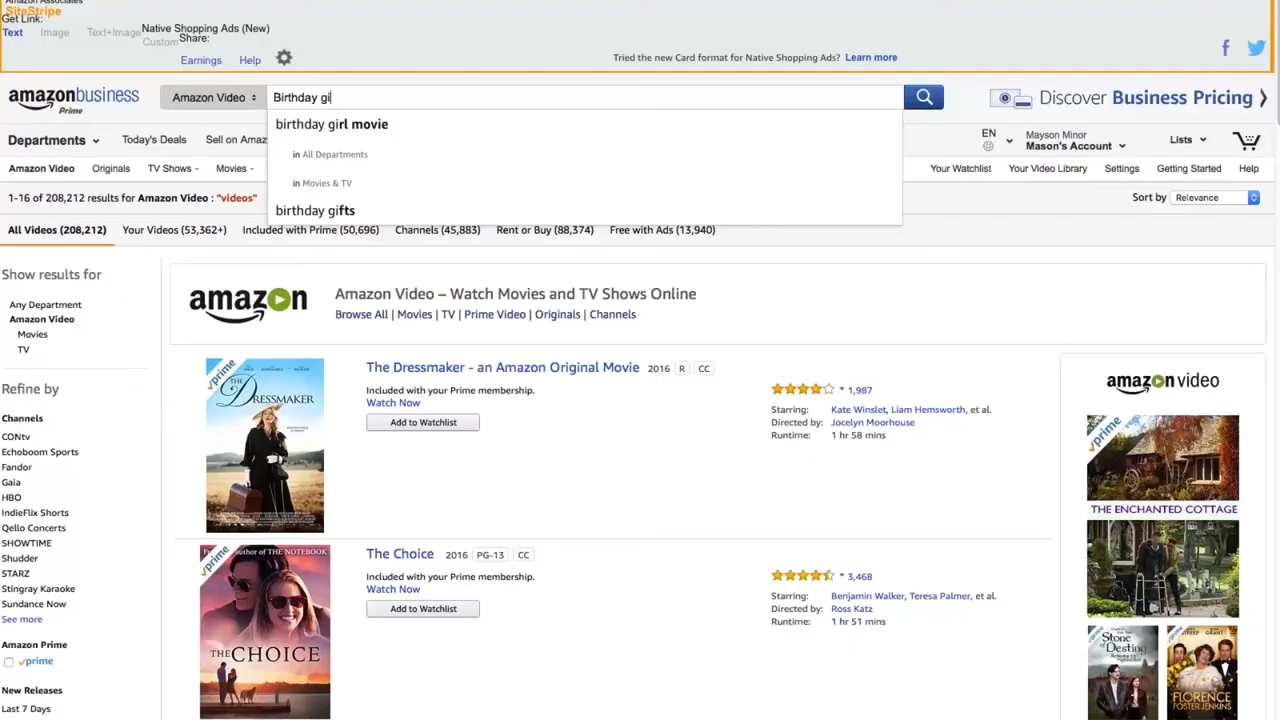 Amazon Associates
SiteStripe
Get Link:
Text Image Text+Image Native Shopping Ads (New)
Custom Share:
Earnings Help
Tried the new Card format for Native Shopping Ads? Learn more
amazonbusiness
Prime
Amazon Video
Birthday gi
Discover Business Pricing
birthday girl movie
in All Departments
in Movies & TV
birthday gifts
Departments Today's Deals Sell on Amaz
EN
Mayson Minor
Mason's Account
Lists
Amazon Video Originals TV Shows Movies
Your Watchlist Your Video Library Settings Getting Started Help
1-16 of 208,212 results for Amazon Video : "videos"
Sort by Relevance
All Videos (208,212) Your Videos (53,362+) Included with Prime (50,696) Channels (45,883) Rent or Buy (88,374) Free with Ads (13,940)
Show results for
Any Department
Amazon Video
Movies
TV
Refine by
Channels
CONtv
Echoboom Sports
Fandor
Gaia
HBO
IndieFlix Shorts
Qello Concerts
SHOWTIME
Shudder
STARZ
Stingray Karaoke
Sundance Now
See more
Amazon Prime
prime
New Releases
Last 7 Days
amazon
Amazon Video – Watch Movies and TV Shows Online
Browse All | Movies | TV | Prime Video | Originals | Channels
prime
THE
DRESSMAKER
The Dressmaker - an Amazon Original Movie 2016 R CC
Included with your Prime membership.
Watch Now
Add to Watchlist
1,987
Starring: Kate Winslet, Liam Hemsworth, et al.
Directed by: Jocelyn Moorhouse
Runtime: 1 hr 58 mins
prime
author of THE NOTEBOOK
THE CHOICE
The Choice 2016 PG-13 CC
Included with your Prime membership.
Watch Now
Add to Watchlist
3,468
Starring: Benjamin Walker, Teresa Palmer, et al.
Directed by: Ross Katz
Runtime: 1 hr 51 mins
amazon video
prime
THE ENCHANTED COTTAGE
prime
Stone of Destiny
prime
STREEP GRANT
FLORENCE
FOSTER JENKINS